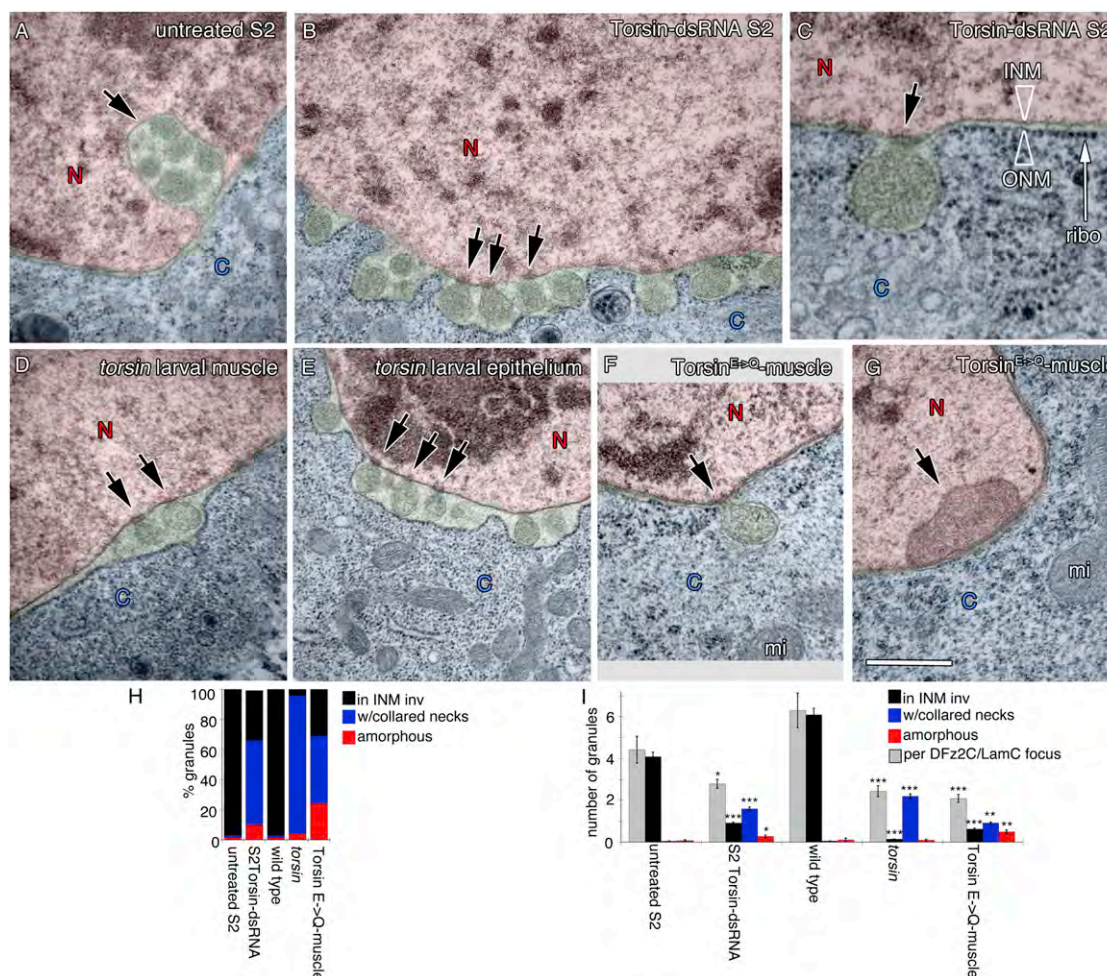 A
untreated S2
N
C
B
Torsin-dsRNA S2
N
C
C
Torsin-dsRNA S2
N
INM
ONM
ribo
C
D
torsin larval muscle
N
C
E
torsin larval epithelium
N
C
F
TorsinE->Q-muscle
N
C
mi
G
TorsinE->Q-muscle
N
C
mi
H
in INM inv
w/collared necks
amorphous
% granules
100
80
60
40
20
0
untreated S2
S2Torsin-dsRNA
wild type
torsin
Torsin E->Q-muscle
I
in INM inv
w/collared necks
amorphous
per DFz2C/LamC focus
number of granules
6
4
2
0
*
***
***
*
***
***
***
***
***
**
**
untreated S2
S2 Torsin-dsRNA
wild type
torsin
Torsin E->Q-muscle